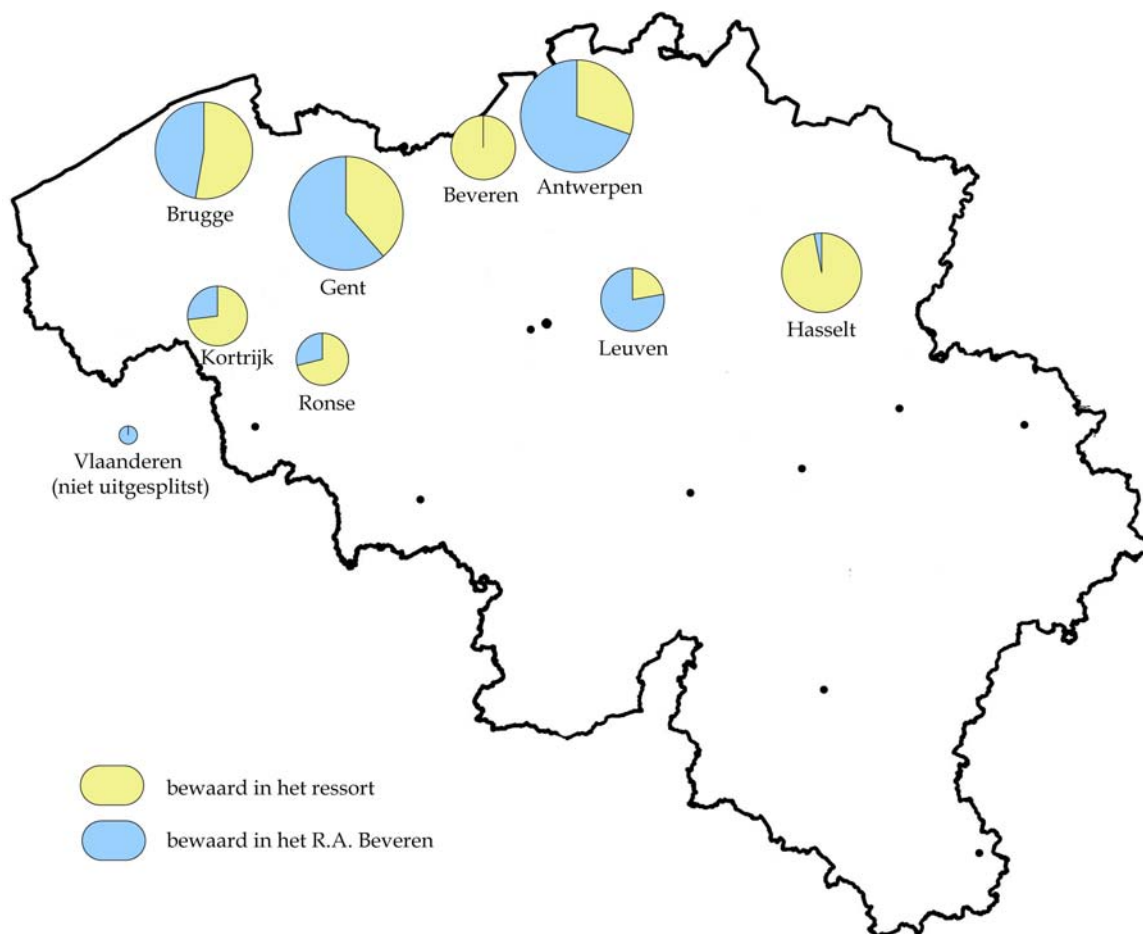 Brugge
Beveren
Antwerpen
Gent
Kortrijk
Ronse
Leuven
Hasselt
Vlaanderen
(niet uitgesplitst)
bewaard in het ressort
bewaard in het R.A. Beveren